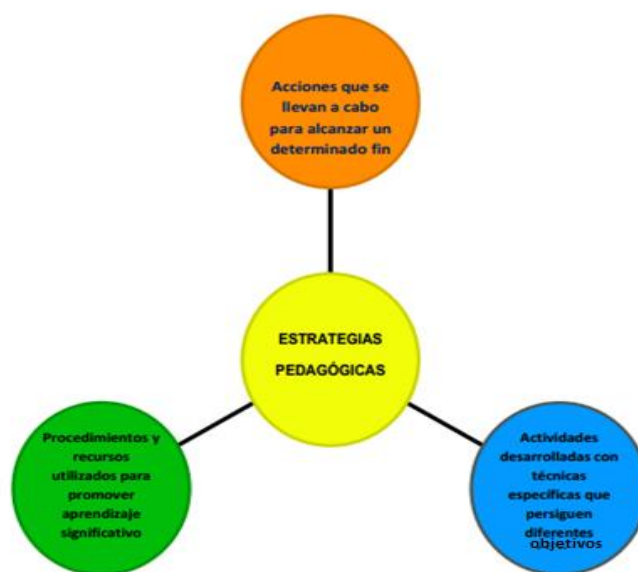 Acciones que se
llevan a cabo
para alcanzar un
determinado fin
ESTRATEGIAS
PEDAGÓGICAS
Procedimientos y
recursos
utilizados para
promover
aprendizaje
significativo
Actividades
desarrolladas con
técnicas
específicas que
persiguen
diferentes
objetivos